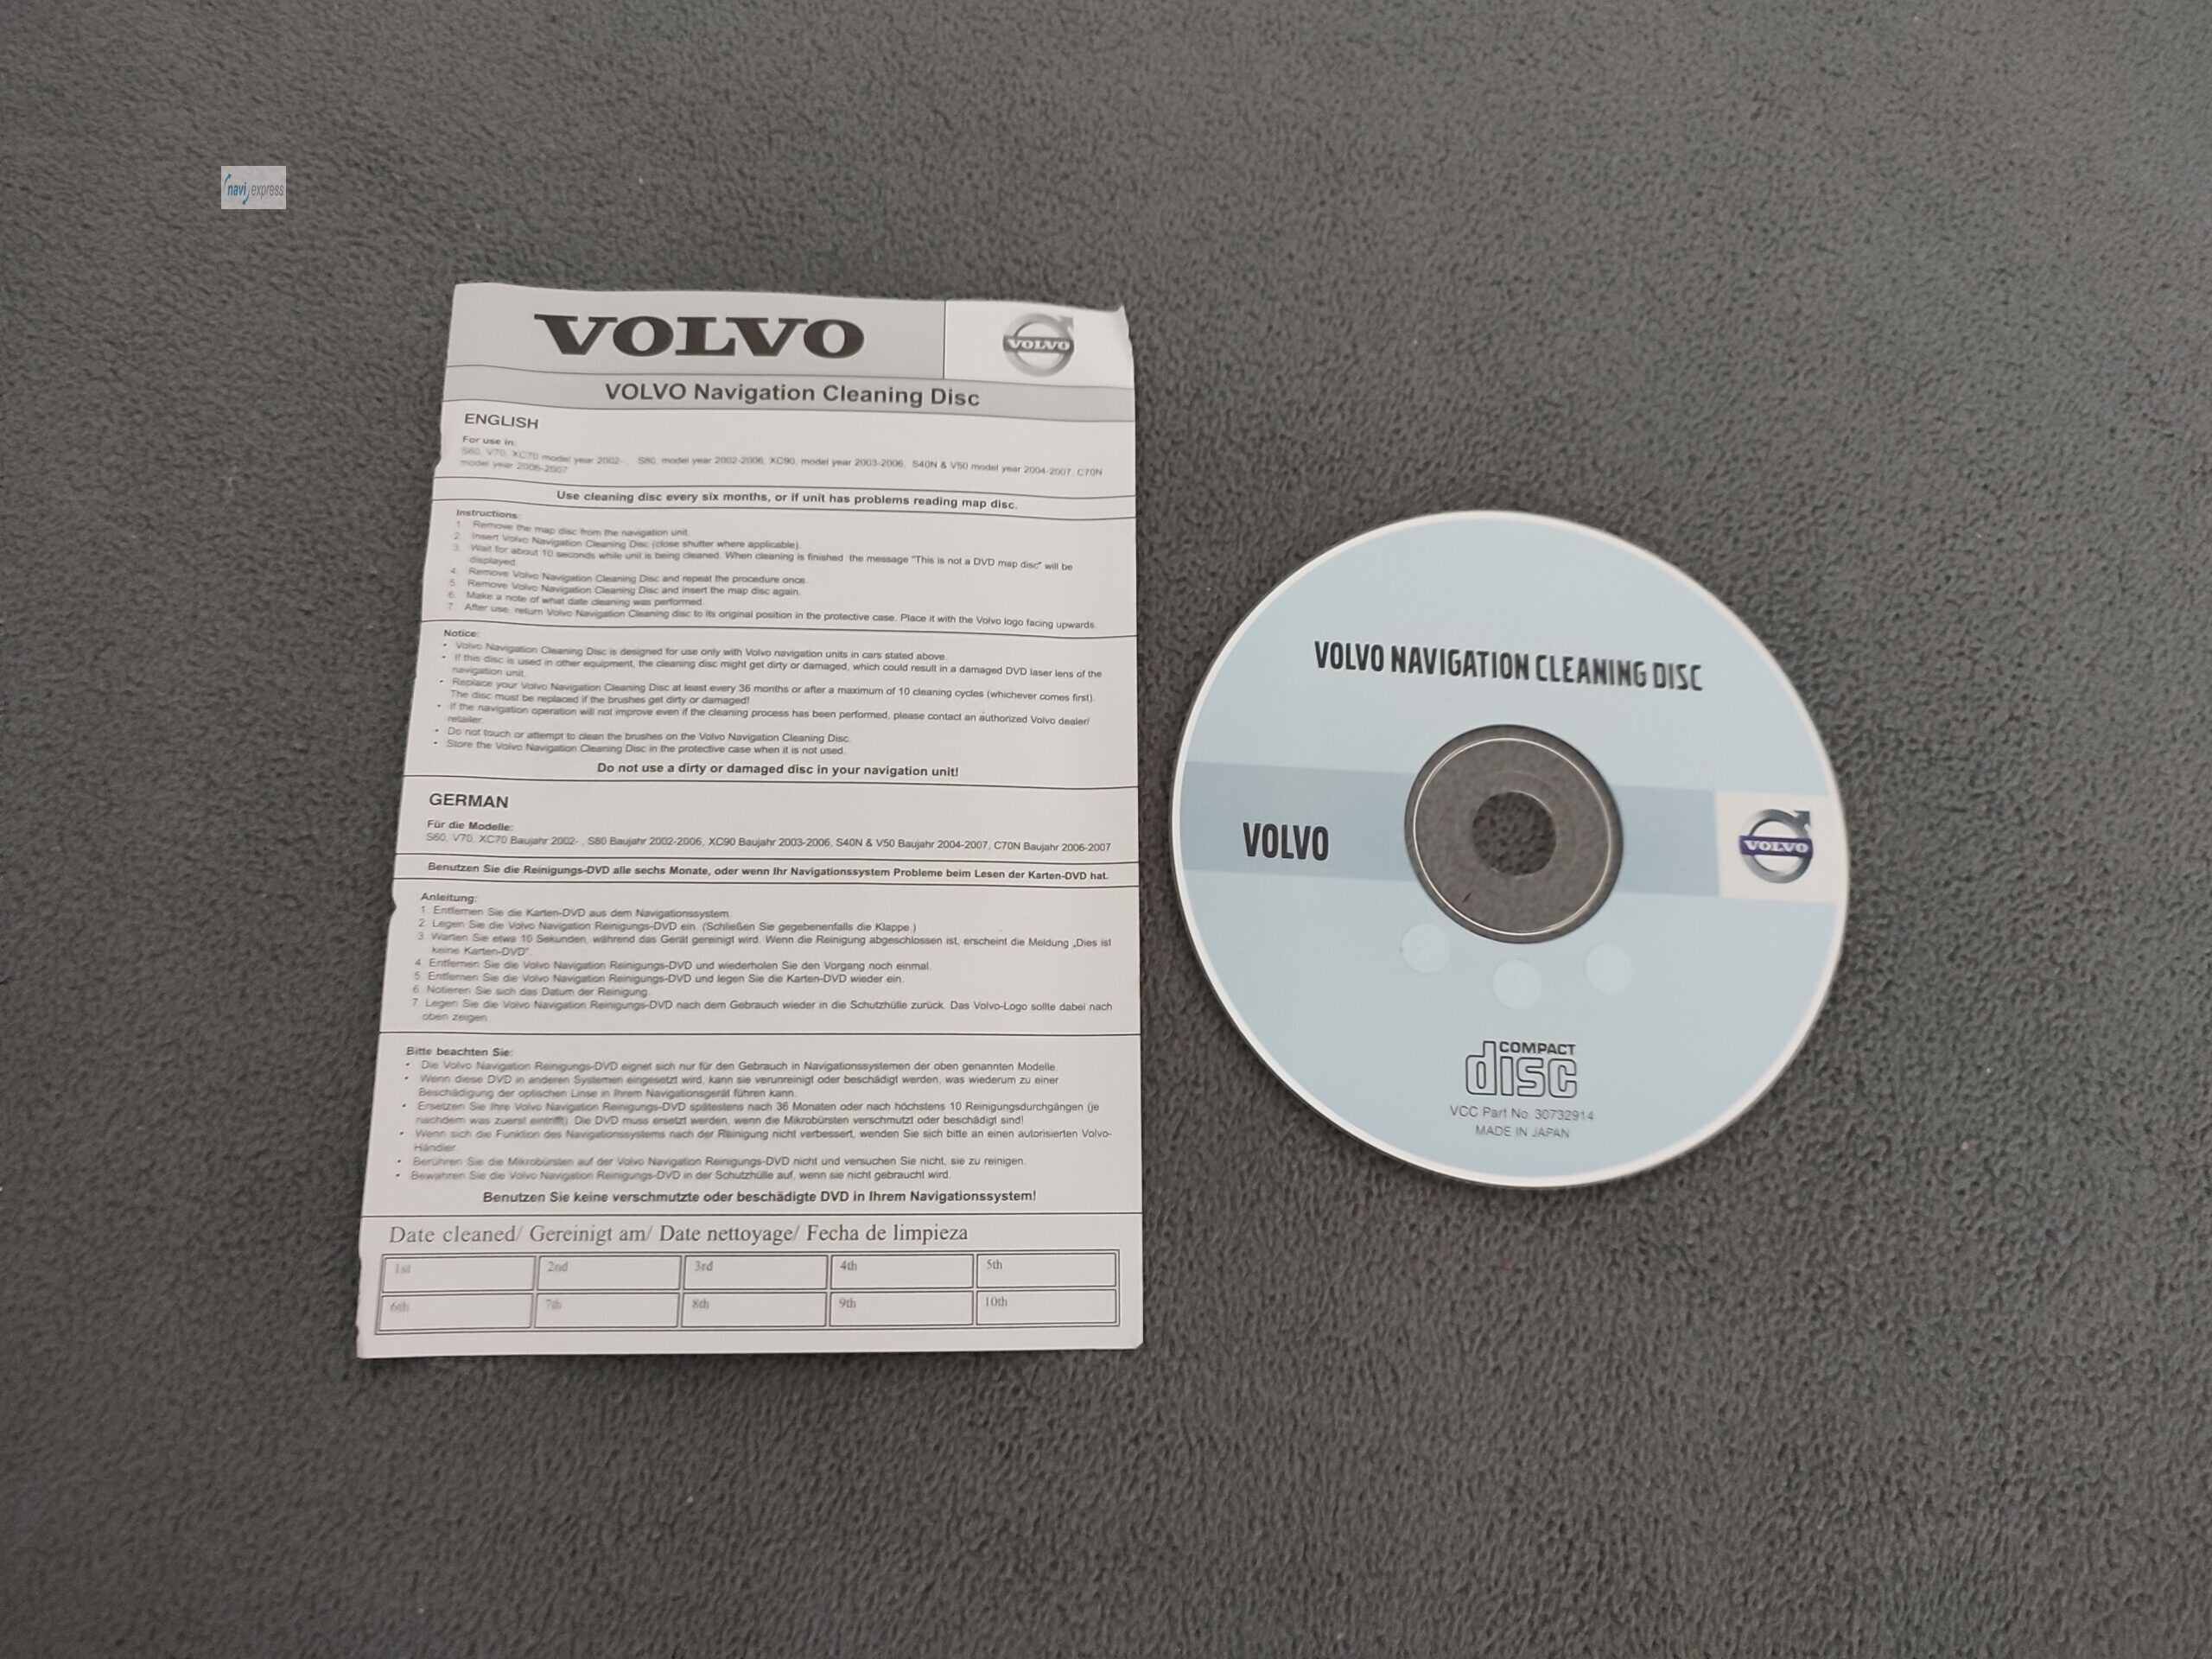 navi express
VOLVO
VOLVO
VOLVO Navigation Cleaning Disc
ENGLISH
For use in:
S60, V70, XC70 model year 2002- , S80, model year 2002-2006, XC90, model year 2003-2006, S40N & V50 model year 2004-2007, C70N
model year 2006-2007
Use cleaning disc every six months, or if unit has problems reading map disc.
Instructions:
1. Remove the map disc from the navigation unit.
2. Insert Volvo Navigation Cleaning Disc (close shutter where applicable).
3. Wait for about 10 seconds while unit is being cleaned. When cleaning is finished the message "This is not a DVD map disc" will be
displayed.
4. Remove Volvo Navigation Cleaning Disc and repeat the procedure once.
5. Remove Volvo Navigation Cleaning Disc and insert the map disc again.
6. Make a note of what date cleaning was performed.
7. After use, return Volvo Navigation Cleaning disc to its original position in the protective case. Place it with the Volvo logo facing upwards.
Notice:
• Volvo Navigation Cleaning Disc is designed for use only with Volvo navigation units in cars stated above.
• If this disc is used in other equipment, the cleaning disc might get dirty or damaged, which could result in a damaged DVD laser lens of the
navigation unit.
• Replace your Volvo Navigation Cleaning Disc at least every 36 months or after a maximum of 10 cleaning cycles (whichever comes first).
The disc must be replaced if the brushes get dirty or damaged!
• If the navigation operation will not improve even if the cleaning process has been performed, please contact an authorized Volvo dealer/
retailer.
• Do not touch or attempt to clean the brushes on the Volvo Navigation Cleaning Disc.
• Store the Volvo Navigation Cleaning Disc in the protective case when it is not used.
Do not use a dirty or damaged disc in your navigation unit!
GERMAN
Für die Modelle:
S60, V70, XC70 Baujahr 2002- , S80 Baujahr 2002-2006, XC90 Baujahr 2003-2006, S40N & V50 Baujahr 2004-2007, C70N Baujahr 2006-2007
Benutzen Sie die Reinigungs-DVD alle sechs Monate, oder wenn Ihr Navigationssystem Probleme beim Lesen der Karten-DVD hat.
Anleitung:
1. Entfernen Sie die Karten-DVD aus dem Navigationssystem.
2. Legen Sie die Volvo Navigation Reinigungs-DVD ein. (Schließen Sie gegebenenfalls die Klappe.)
3. Warten Sie etwa 10 Sekunden, während das Gerät gereinigt wird. Wenn die Reinigung abgeschlossen ist, erscheint die Meldung „Dies ist
keine Karten-DVD".
4. Entfernen Sie die Volvo Navigation Reinigungs-DVD und wiederholen Sie den Vorgang noch einmal.
5. Entfernen Sie die Volvo Navigation Reinigungs-DVD und legen Sie die Karten-DVD wieder ein.
6. Notieren Sie sich das Datum der Reinigung.
7. Legen Sie die Volvo Navigation Reinigungs-DVD nach dem Gebrauch wieder in die Schutzhülle zurück. Das Volvo-Logo sollte dabei nach
oben zeigen.
Bitte beachten Sie:
• Die Volvo Navigation Reinigungs-DVD eignet sich nur für den Gebrauch in Navigationssystemen der oben genannten Modelle.
• Wenn diese DVD in anderen Systemen eingesetzt wird, kann sie verunreinigt oder beschädigt werden, was wiederum zu einer
Beschädigung der optischen Linse in Ihrem Navigationsgerät führen kann.
• Ersetzen Sie Ihre Volvo Navigation Reinigungs-DVD spätestens nach 36 Monaten oder nach höchstens 10 Reinigungsdurchgängen (je
nachdem was zuerst eintrifft). Die DVD muss ersetzt werden, wenn die Mikrobürsten verschmutzt oder beschädigt sind!
• Wenn sich die Funktion des Navigationssystems nach der Reinigung nicht verbessert, wenden Sie sich bitte an einen autorisierten Volvo-
Händler.
• Berühren Sie die Mikrobürsten auf der Volvo Navigation Reinigungs-DVD nicht und versuchen Sie nicht, sie zu reinigen.
• Bewahren Sie die Volvo Navigation Reinigungs-DVD in der Schutzhülle auf, wenn sie nicht gebraucht wird.
Benutzen Sie keine verschmutzte oder beschädigte DVD in Ihrem Navigationssystem!
Date cleaned/ Gereinigt am/ Date nettoyage/ Fecha de limpieza
1st 2nd 3rd 4th 5th
6th 7th 8th 9th 10th
VOLVO NAVIGATION CLEANING DISC
VOLVO
VOLVO
COMPACT
disc
VCC Part No. 30732914
MADE IN JAPAN